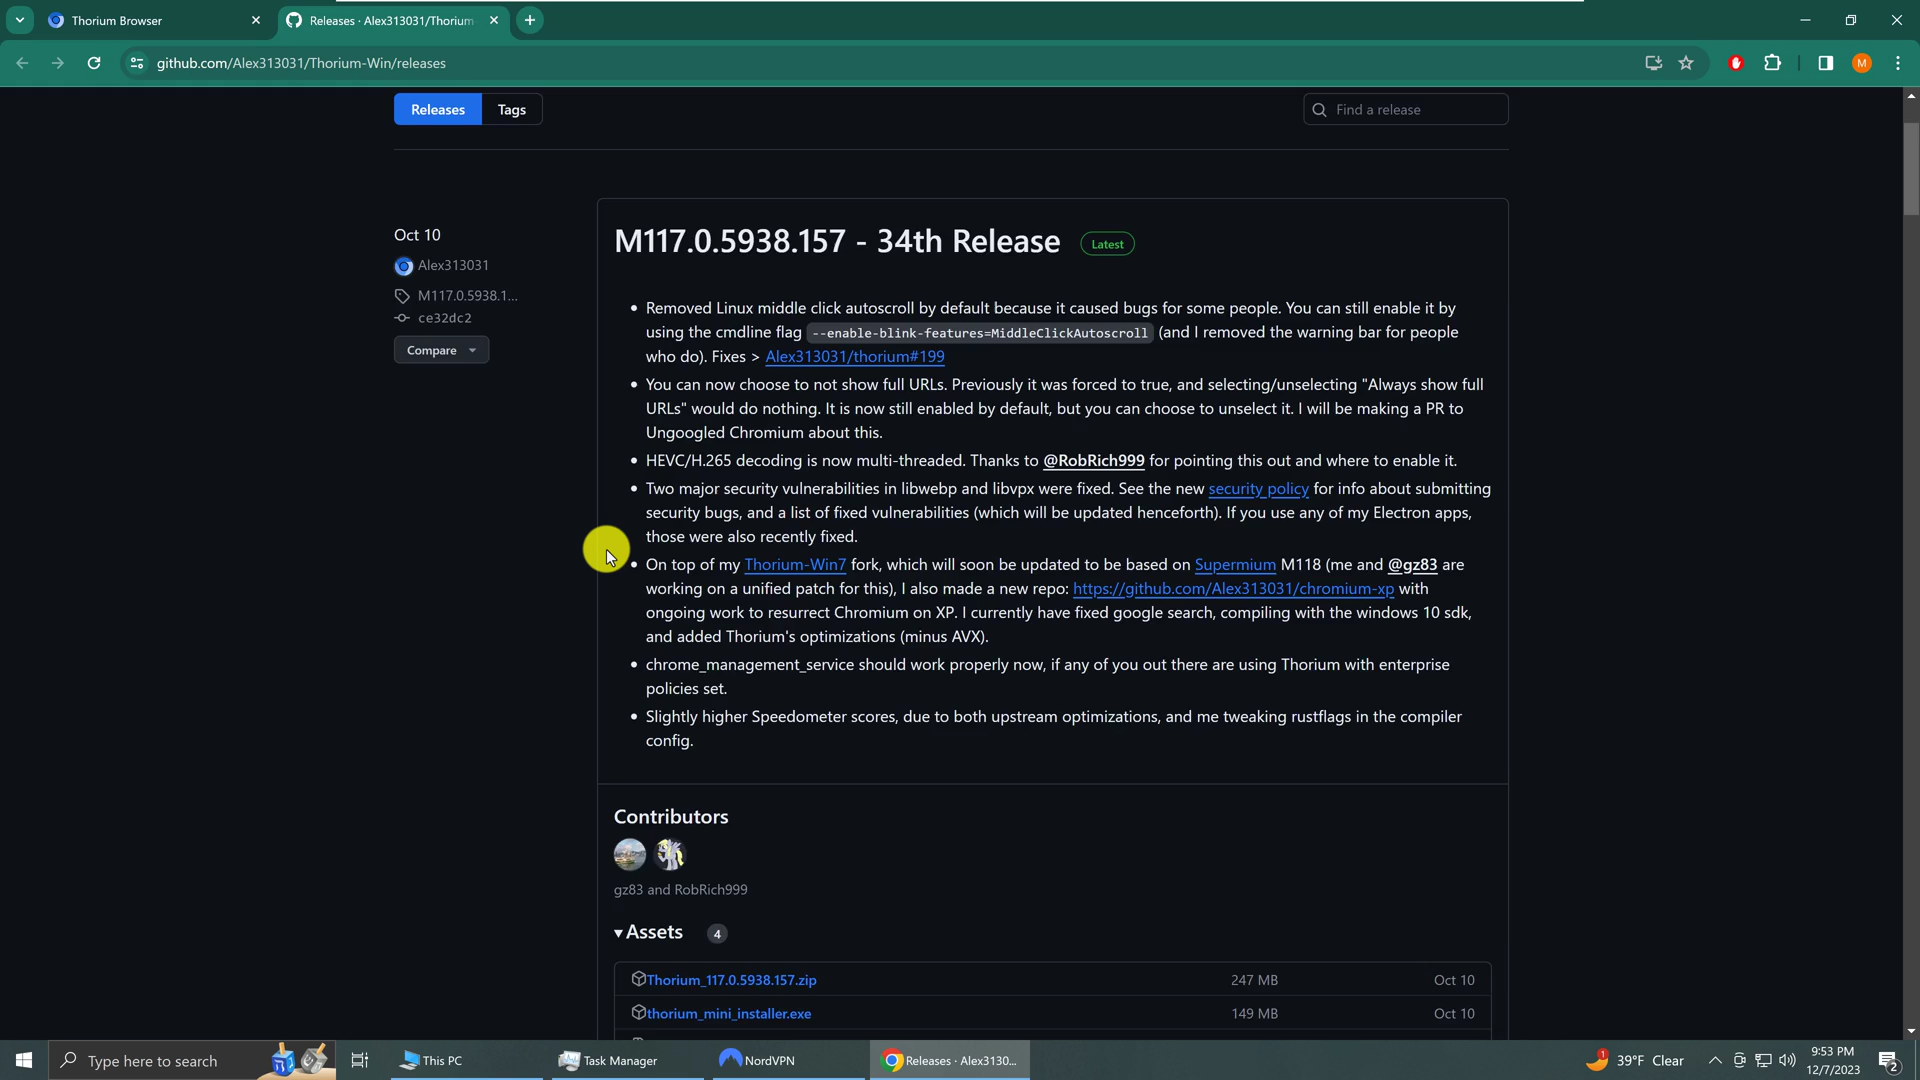 Thorium Browser
Releases · Alex313031/Thorium
github.com/Alex313031/Thorium-Win/releases
M
Releases
Tags
Find a release
Oct 10
Alex313031
M117.0.5938.1...
ce32dc2
Compare
M117.0.5938.157 - 34th Release
Latest
Removed Linux middle click autoscroll by default because it caused bugs for some people. You can still enable it by
using the cmdline flag --enable-blink-features=MiddleClickAutoscroll (and I removed the warning bar for people
who do). Fixes > Alex313031/thorium#199
You can now choose to not show full URLs. Previously it was forced to true, and selecting/unselecting "Always show full
URLs" would do nothing. It is now still enabled by default, but you can choose to unselect it. I will be making a PR to
Ungoogled Chromium about this.
HEVC/H.265 decoding is now multi-threaded. Thanks to @RobRich999 for pointing this out and where to enable it.
Two major security vulnerabilities in libwebp and libvpx were fixed. See the new security policy for info about submitting
security bugs, and a list of fixed vulnerabilities (which will be updated henceforth). If you use any of my Electron apps,
those were also recently fixed.
On top of my Thorium-Win7 fork, which will soon be updated to be based on Supermium M118 (me and @gz83 are
working on a unified patch for this), I also made a new repo: https://github.com/Alex313031/chromium-xp with
ongoing work to resurrect Chromium on XP. I currently have fixed google search, compiling with the windows 10 sdk,
and added Thorium's optimizations (minus AVX).
chrome_management_service should work properly now, if any of you out there are using Thorium with enterprise
policies set.
Slightly higher Speedometer scores, due to both upstream optimizations, and me tweaking rustflags in the compiler
config.
Contributors
gz83 and RobRich999
Assets 4
Thorium_117.0.5938.157.zip 247 MB Oct 10
thorium_mini_installer.exe 149 MB Oct 10
Type here to search
This PC
Task Manager
NordVPN
Releases · Alex3130...
1
39°F Clear
9:53 PM
12/7/2023
2